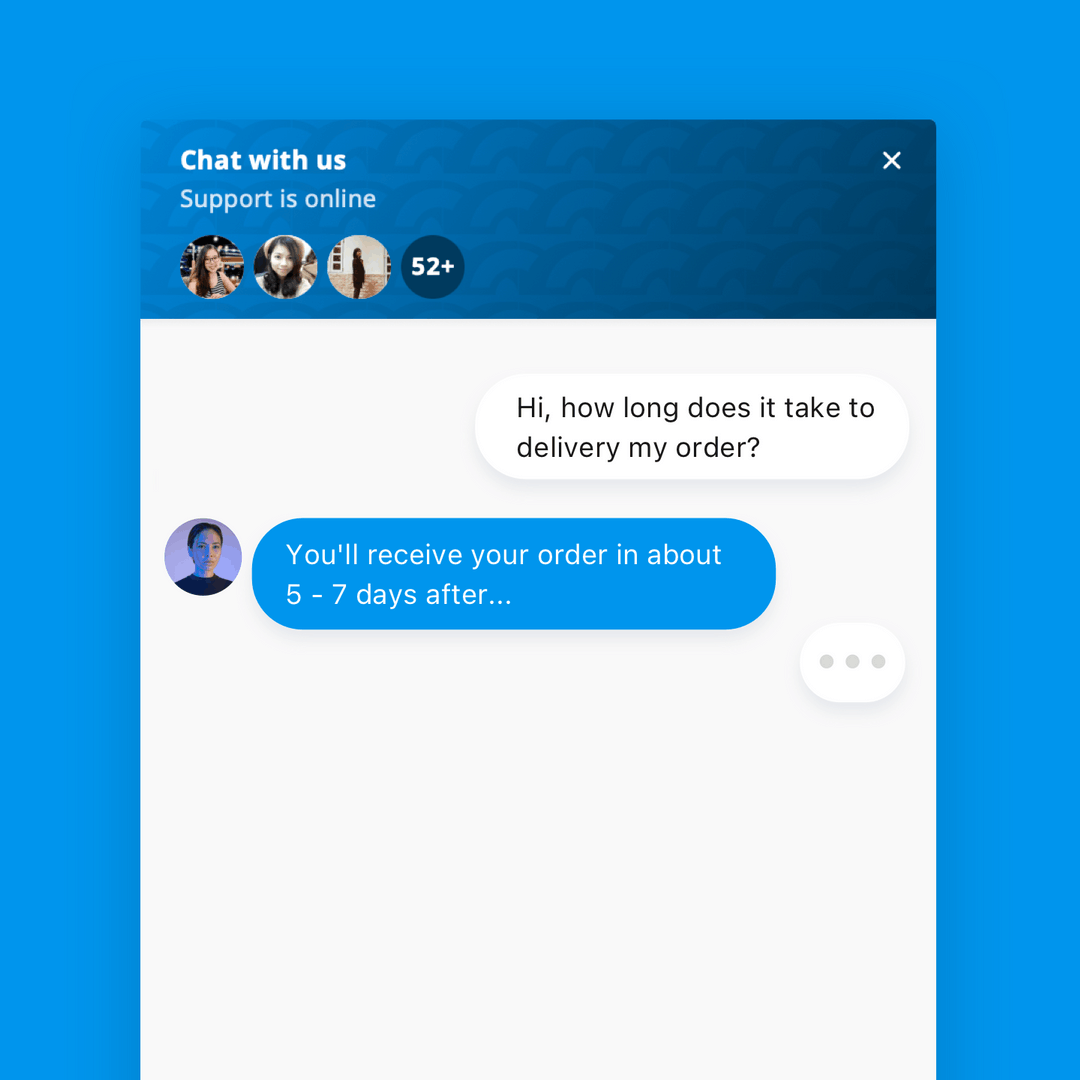 Chat with us
Support is online
52+
Hi, how long does it take to
delivery my order?
You'll receive your order in about
5 - 7 days after...